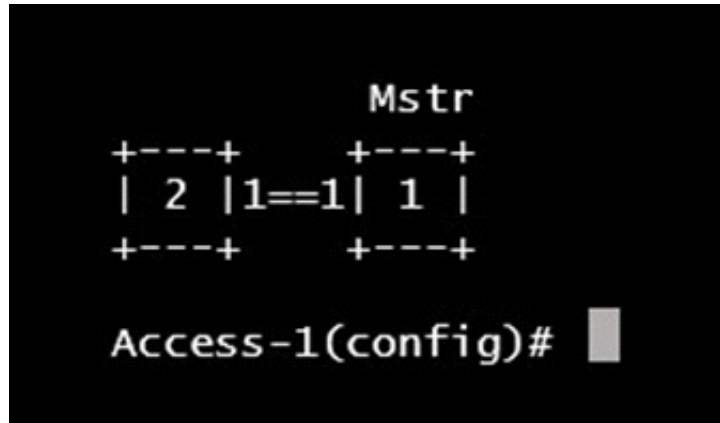 Mstr
+---+ +---+
| 2 |1==1| 1 |
+---+ +---+
Access-1(config)#